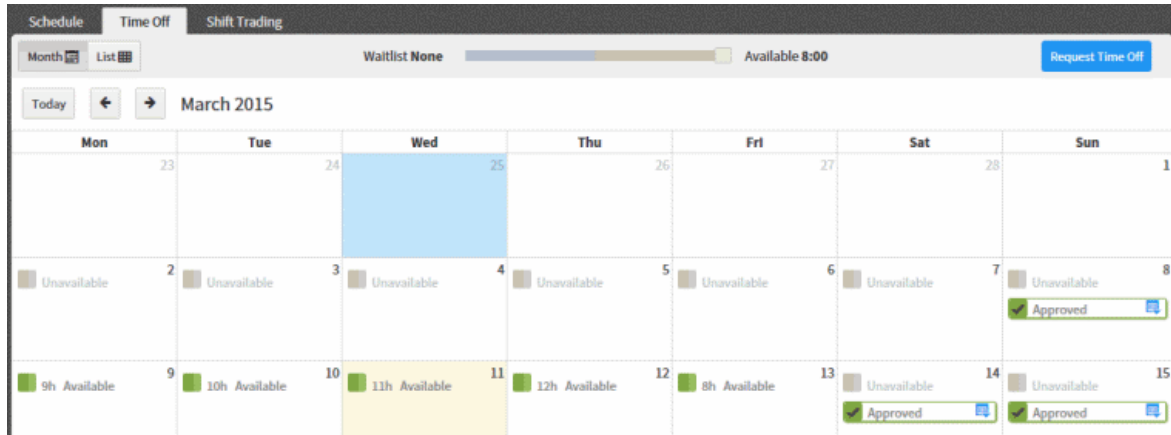 Schedule Time Off Shift Trading
Month List Waitlist None Available 8:00 Request Time Off
Today March 2015
Mon Tue Wed Thu Fri Sat Sun
23 24 25 26 27 28 1
2 3 4 5 6 7 8
Unavailable Unavailable Unavailable Unavailable Unavailable Unavailable Unavailable
Approved
9 10 11 12 13 14 15
9h Available 10h Available 11h Available 12h Available 8h Available Unavailable Unavailable
Approved Approved